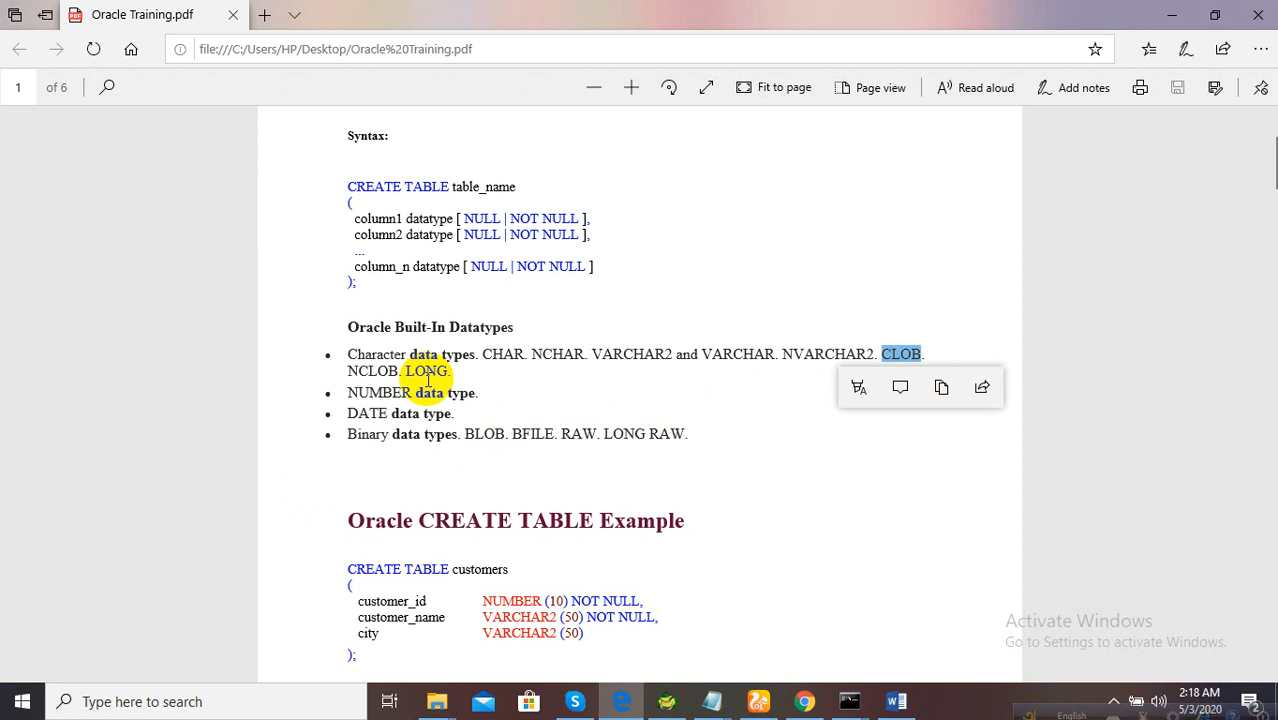 Oracle Training.pdf
file:///C:/Users/HP/Desktop/Oracle%20Training.pdf
1 of 6
Fit to page
Page view
Read aloud
Add notes
Syntax:
CREATE TABLE table_name
(
column1 datatype [ NULL | NOT NULL ],
column2 datatype [ NULL | NOT NULL ],
...
column_n datatype [ NULL | NOT NULL ]
);
Oracle Built-In Datatypes
• Character data types. CHAR. NCHAR. VARCHAR2 and VARCHAR. NVARCHAR2. CLOB.
NCLOB. LONG.
• NUMBER data type.
• DATE data type.
• Binary data types. BLOB. BFILE. RAW. LONG RAW.
Oracle CREATE TABLE Example
CREATE TABLE customers
(
customer_id NUMBER (10) NOT NULL,
customer_name VARCHAR2 (50) NOT NULL,
city VARCHAR2 (50)
);
Activate Windows
Go to Settings to activate Windows.
Type here to search
2:18 AM
5/3/2020
English